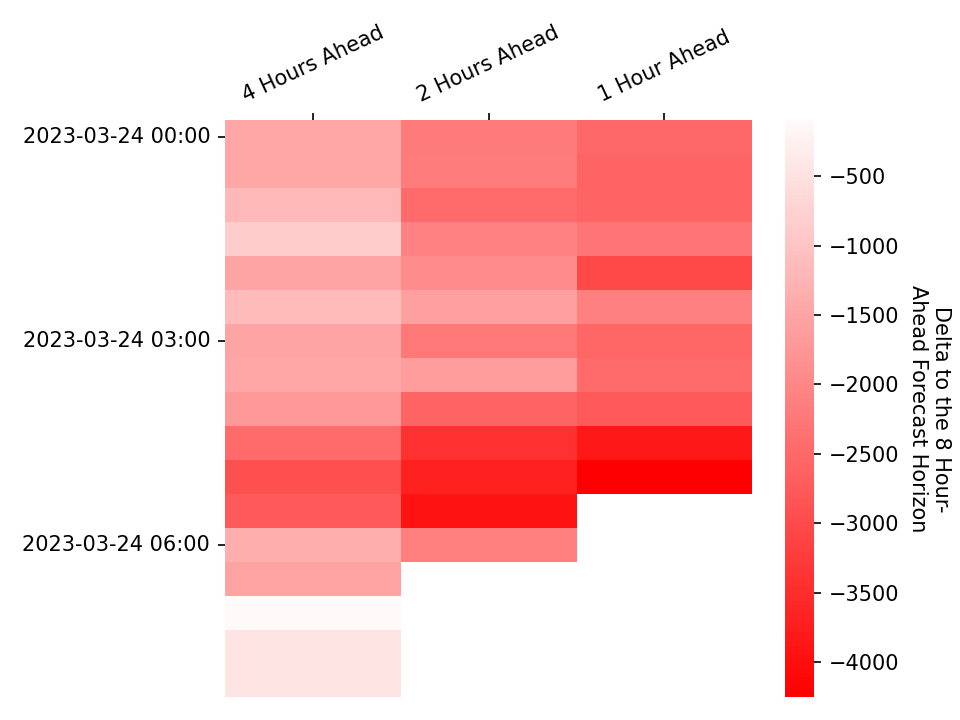 4 Hours Ahead
2 Hours Ahead
1 Hour Ahead
2023-03-24 00:00
2023-03-24 03:00
2023-03-24 06:00
−500
−1000
−1500
−2000
−2500
−3000
−3500
−4000
Delta to the 8 Hour-
Ahead Forecast Horizon